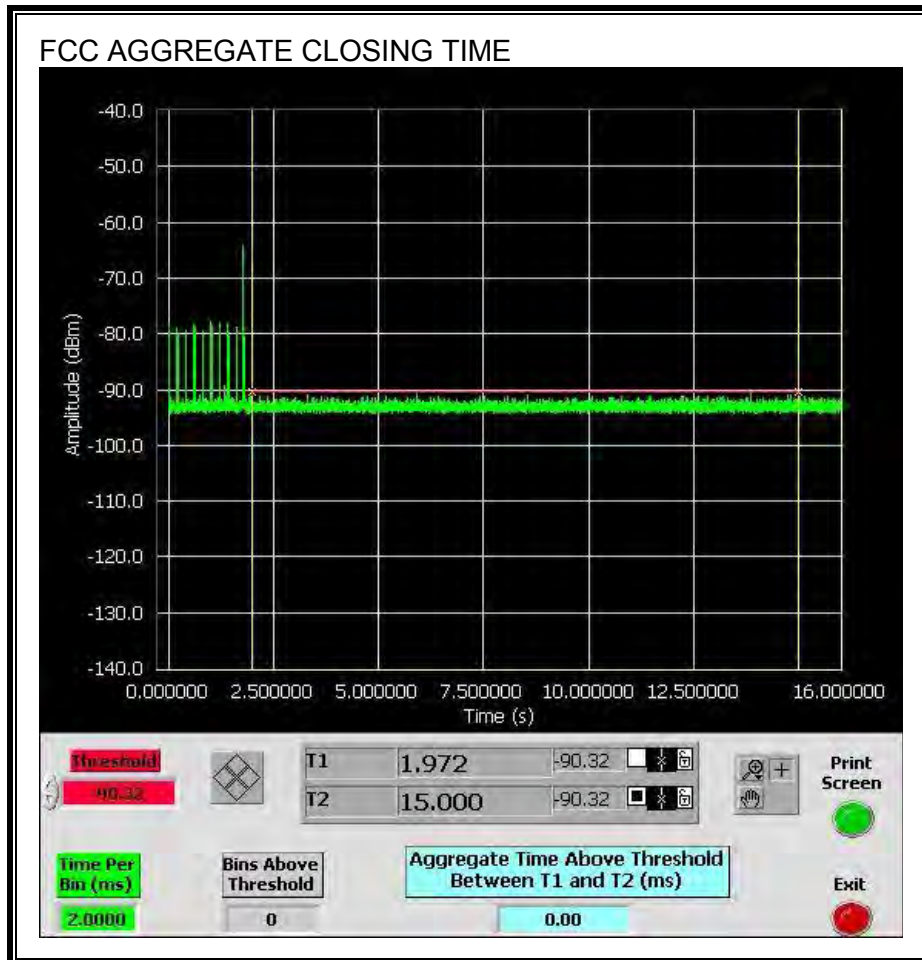 FCC AGGREGATE CLOSING TIME
-40.0
-50.0
-60.0
-70.0
-80.0
-90.0
-100.0
-110.0
-120.0
-130.0
-140.0
Amplitude (dBm)
0.000000 2.500000 5.000000 7.500000 10.000000 12.500000 16.000000
Time (s)
Threshold
-90.32
T1 1.972 -90.32
T2 15.000 -90.32
Print
Screen
Time Per
Bin (ms)
2.0000
Bins Above
Threshold
0
Aggregate Time Above Threshold
Between T1 and T2 (ms)
0.00
Exit